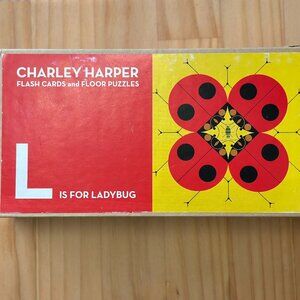 CHARLEY HARPER
FLASH CARDS and FLOOR PUZZLES
L
IS FOR LADYBUG